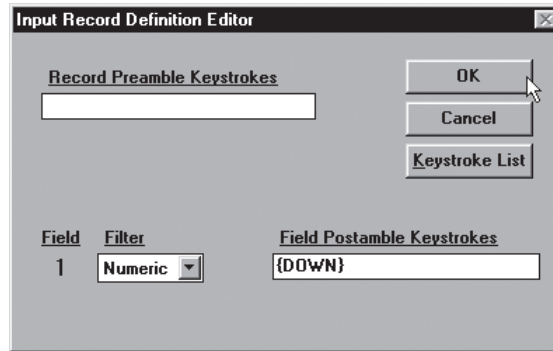 Input Record Definition Editor
Record Preamble Keystrokes
OK
Cancel
Keystroke List
Field Filter Field Postamble Keystrokes
1 Numeric {DOWN}